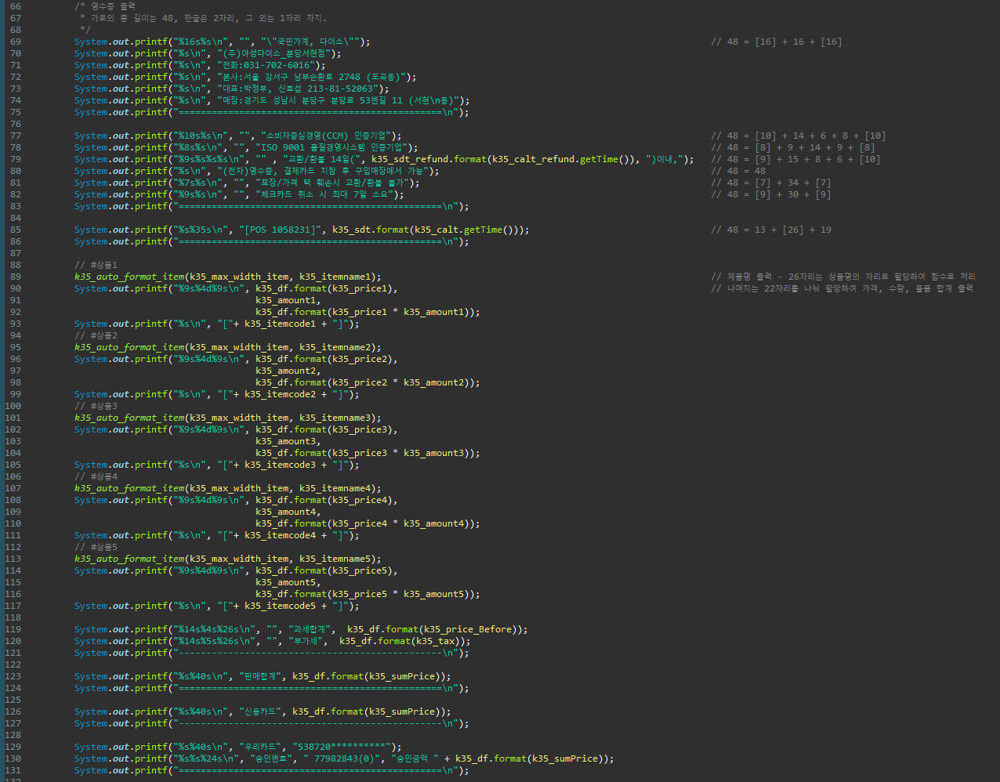 66 /* 영수증 출력
67 * 가로의 총 길이는 48, 한글은 2자리, 그 외는 1자리 차지.
68 */
69 System.out.printf("%16s%s\n", "", "\"국민가게, 다이소\""); // 48 = [16] + 16 + [16]
70 System.out.printf("%s\n", "(주)아성다이소_분당서현점");
71 System.out.printf("%s\n", "전화:031-702-6016");
72 System.out.printf("%s\n", "본사:서울 강서구 남부순환로 2748 (도곡동)");
73 System.out.printf("%s\n", "대표:박정부, 신호섭 213-81-52063");
74 System.out.printf("%s\n", "매장:경기도 성남시 분당구 분당로 53번길 11 (서현\n동)");
75 System.out.printf("================================================\n");
76
77 System.out.printf("%10s%s\n", "", "소비자중심경영(CCM) 인증기업"); // 48 = [10] + 14 + 6 + 8 + [10]
78 System.out.printf("%8s%s\n", "", "ISO 9001 품질경영시스템 인증기업"); // 48 = [8] + 9 + 14 + 9 + [8]
79 System.out.printf("%9s%s%s%s\n", "" , "교환/환불 14일(", k35_sdt_refund.format(k35_calt_refund.getTime()), ")이내,"); // 48 = [9] + 15 + 8 + 6 + [10]
80 System.out.printf("%s\n", "(전자)영수증, 결제카드 지참 후 구입매장에서 가능"); // 48 = 48
81 System.out.printf("%7s%s\n", "", "포장/가격 택 훼손시 교환/환불 불가"); // 48 = [7] + 34 + [7]
82 System.out.printf("%9s%s\n", "", "체크카드 취소 시 최대 7일 소요"); // 48 = [9] + 30 + [9]
83 System.out.printf("================================================\n");
84
85 System.out.printf("%s%35s\n", "[POS 1058231]", k35_sdt.format(k35_calt.getTime())); // 48 = 13 + [26] + 19
86 System.out.printf("================================================\n");
87
88 // #상품1
89 k35_auto_format_item(k35_max_width_item, k35_itemname1); // 제품명 출력 - 26자리는 상품명의 자리로 할당하여 함수로 처리
90 System.out.printf("%9s%4d%9s\n", k35_df.format(k35_price1), // 나머지는 22자리를 나눠 할당하여 가격, 수량, 물품 합계 출력
91 k35_amount1,
92 k35_df.format(k35_price1 * k35_amount1));
93 System.out.printf("%s\n", "["+ k35_itemcode1 + "]");
94 // #상품2
95 k35_auto_format_item(k35_max_width_item, k35_itemname2);
96 System.out.printf("%9s%4d%9s\n", k35_df.format(k35_price2),
97 k35_amount2,
98 k35_df.format(k35_price2 * k35_amount2));
99 System.out.printf("%s\n", "["+ k35_itemcode2 + "]");
100 // #상품3
101 k35_auto_format_item(k35_max_width_item, k35_itemname3);
102 System.out.printf("%9s%4d%9s\n", k35_df.format(k35_price3),
103 k35_amount3,
104 k35_df.format(k35_price3 * k35_amount3));
105 System.out.printf("%s\n", "["+ k35_itemcode3 + "]");
106 // #상품4
107 k35_auto_format_item(k35_max_width_item, k35_itemname4);
108 System.out.printf("%9s%4d%9s\n", k35_df.format(k35_price4),
109 k35_amount4,
110 k35_df.format(k35_price4 * k35_amount4));
111 System.out.printf("%s\n", "["+ k35_itemcode4 + "]");
112 // #상품5
113 k35_auto_format_item(k35_max_width_item, k35_itemname5);
114 System.out.printf("%9s%4d%9s\n", k35_df.format(k35_price5),
115 k35_amount5,
116 k35_df.format(k35_price5 * k35_amount5));
117 System.out.printf("%s\n", "["+ k35_itemcode5 + "]");
118
119 System.out.printf("%14s%4s%26s\n", "", "과세합계", k35_df.format(k35_price_Before));
120 System.out.printf("%14s%5s%26s\n", "", "부가세", k35_df.format(k35_tax));
121 System.out.printf("------------------------------------------------\n");
122
123 System.out.printf("%s%40s\n", "판매합계", k35_df.format(k35_sumPrice));
124 System.out.printf("================================================\n");
125
126 System.out.printf("%s%40s\n", "신용카드", k35_df.format(k35_sumPrice));
127 System.out.printf("------------------------------------------------\n");
128
129 System.out.printf("%s%40s\n", "우리카드", "538720**********");
130 System.out.printf("%s%s%24s\n", "승인번호", " 77982843(0)", "승인금액 " + k35_df.format(k35_sumPrice));
131 System.out.printf("================================================\n");